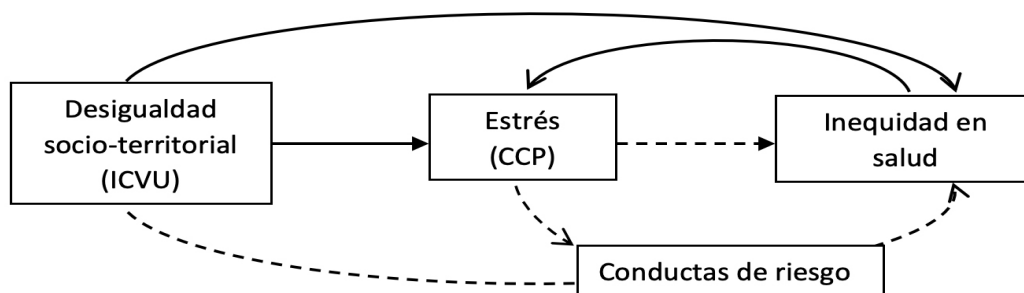 Desigualdad
socio-territorial
(ICVU)
Estrés
(CCP)
Inequidad en
salud
Conductas de riesgo